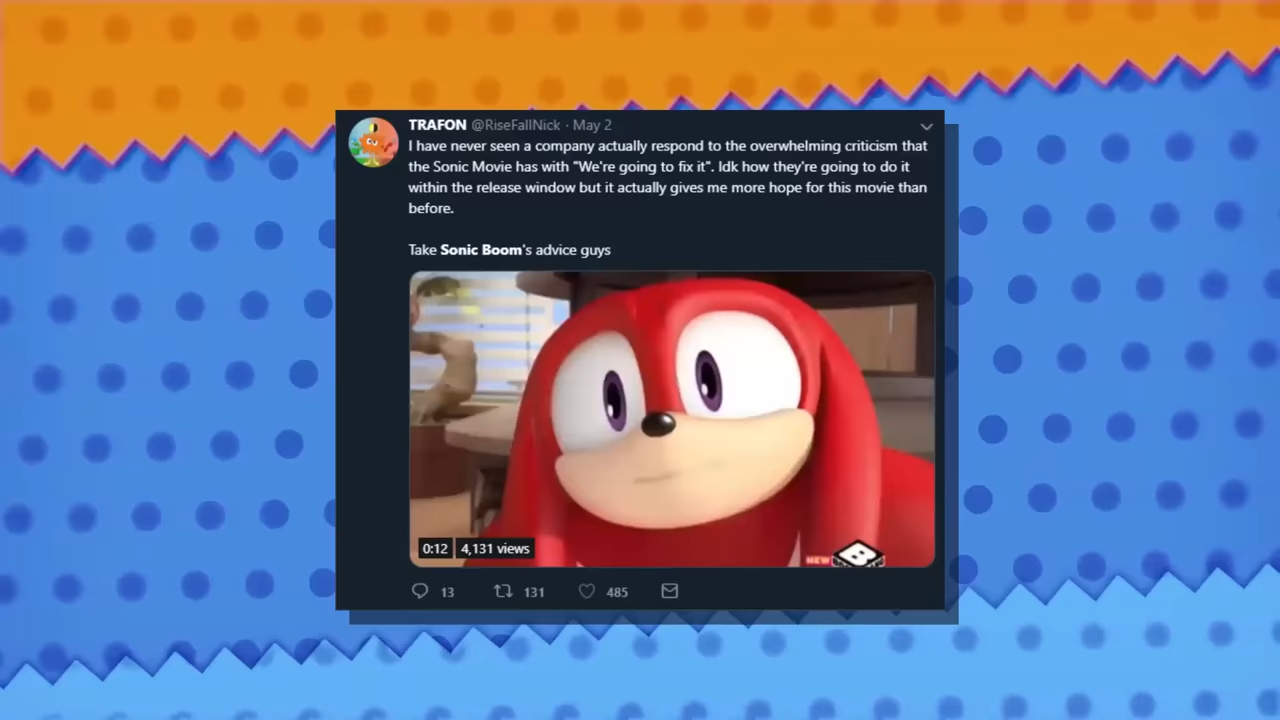 TRAFON @RiseFallNick · May 2
I have never seen a company actually respond to the overwhelming criticism that
the Sonic Movie has with "We're going to fix it". Idk how they're going to do it
within the release window but it actually gives me more hope for this movie than
before.
Take Sonic Boom's advice guys
0:12 4,131 views
NEW
13 131 485